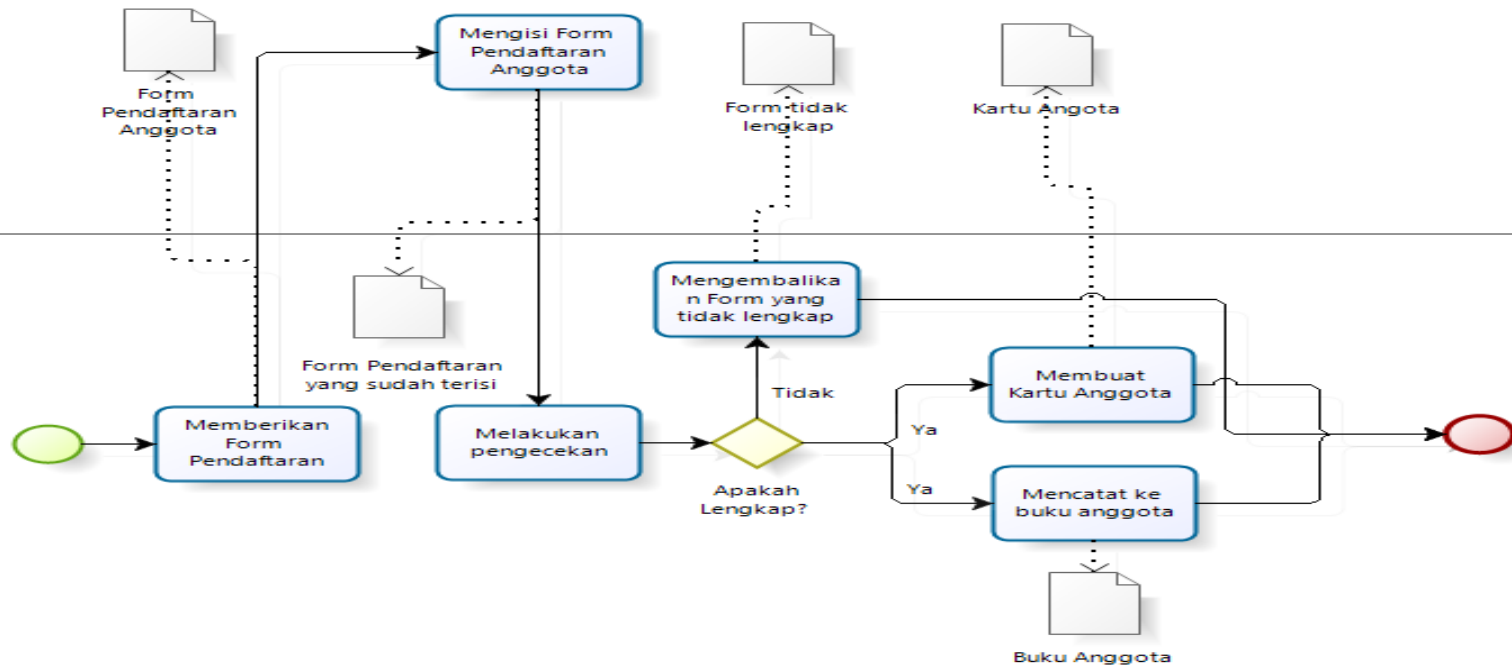 Form
Pendaftaran
Anggota
Mengisi Form
Pendaftaran
Anggota
Form tidak
lengkap
Kartu Angota
Form Pendaftaran
yang sudah terisi
Mengembalika
n Form yang
tidak lengkap
Tidak
Membuat
Kartu Anggota
Memberikan
Form
Pendaftaran
Melakukan
pengecekan
Apakah
Lengkap?
Ya
Ya
Mencatat ke
buku anggota
Buku Anggota